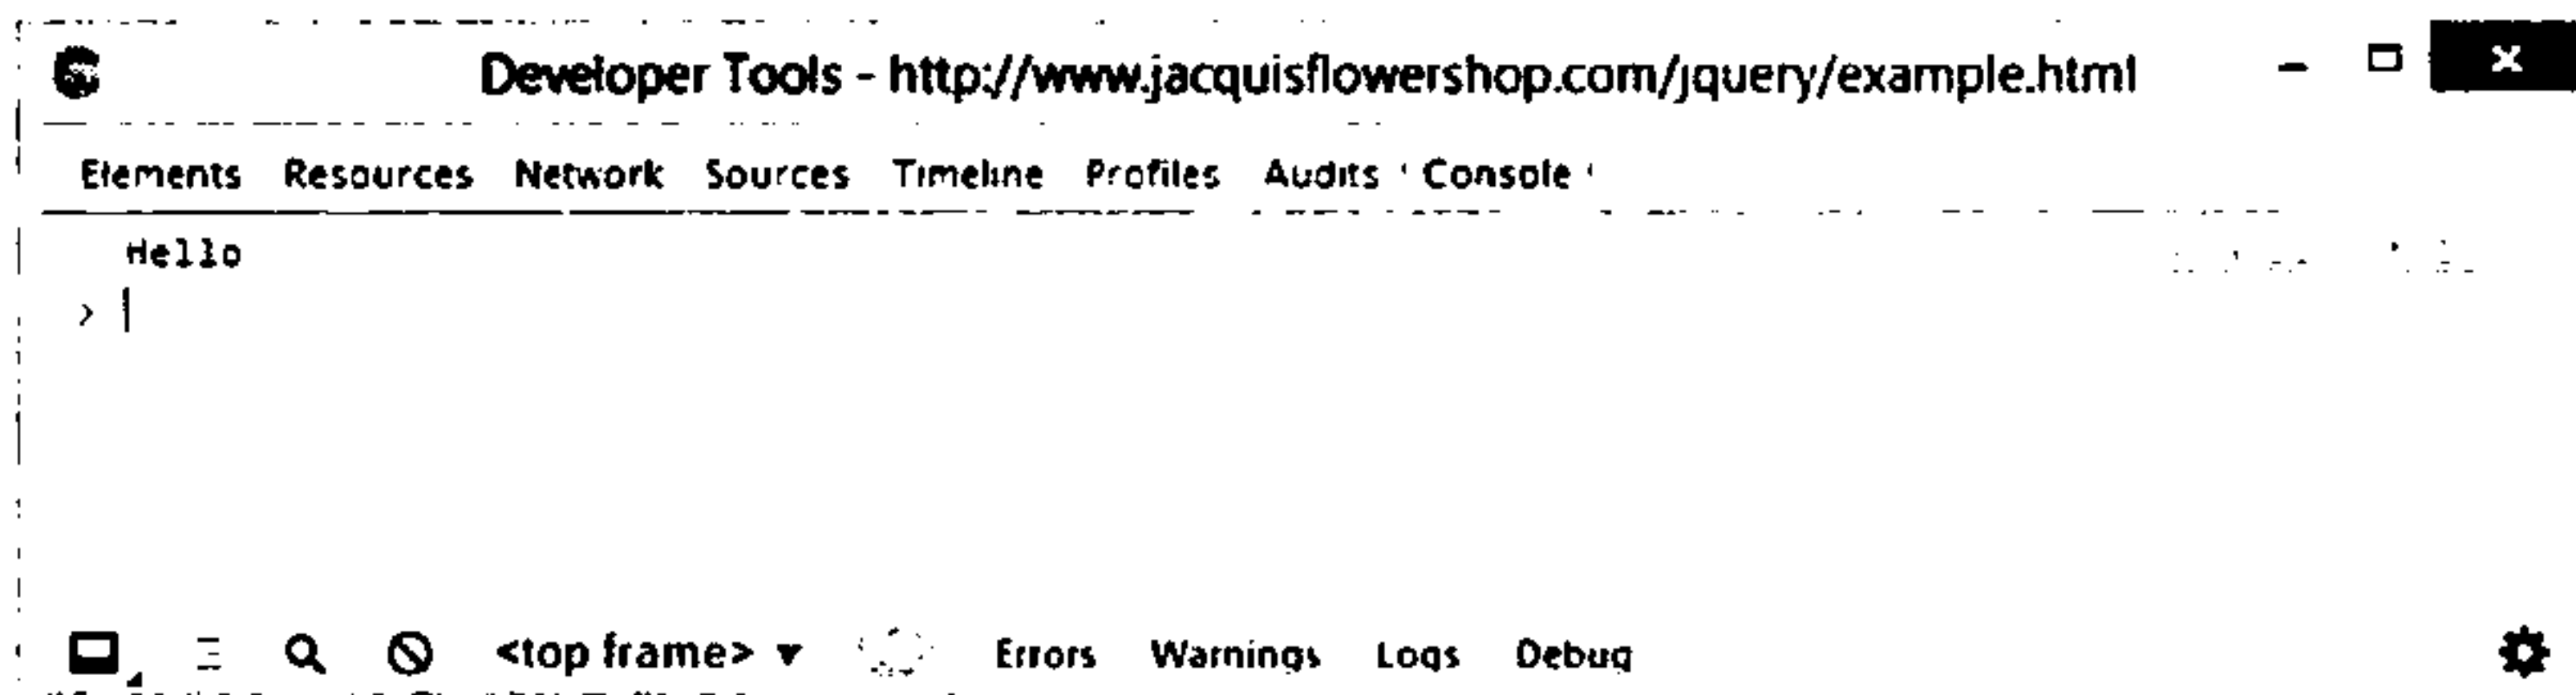 Developer Tools - http://www.jacquisflowershop.com/jquery/example.html
Elements Resources Network Sources Timeline Profiles Audits Console
Hello
>
<top frame> Errors Warnings Logs Debug